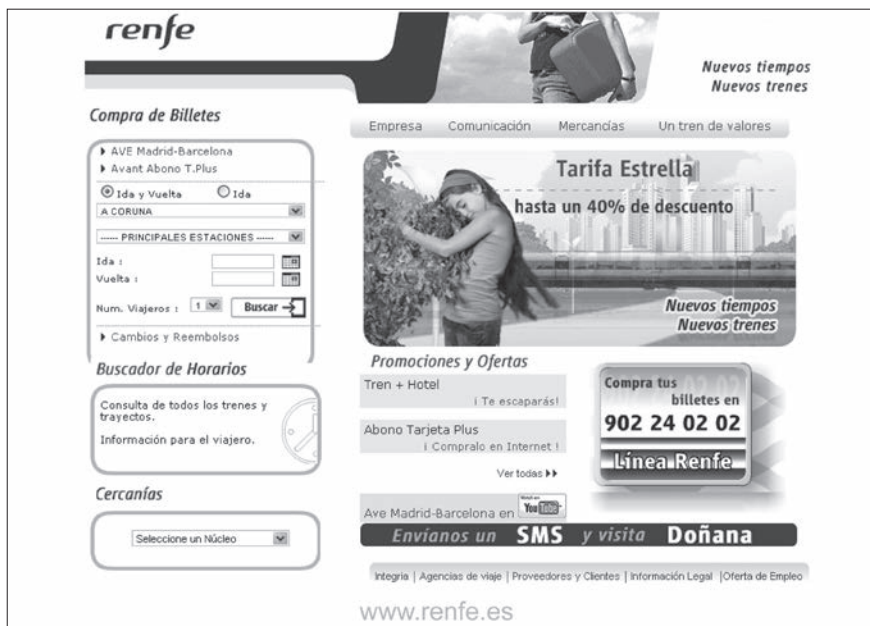 renfe
Nuevos tiempos
Nuevos trenes
Compra de Billetes
AVE Madrid-Barcelona
Avant Abono T.Plus
Ida y Vuelta Ida
A CORUNA
------ PRINCIPALES ESTACIONES ------
Ida :
Vuelta :
Num. Viajeros : 1 Buscar
Cambios y Reembolsos
Buscador de Horarios
Consulta de todos los trenes y
trayectos.
Información para el viajero.
Cercanías
Seleccione un Núcleo
Empresa Comunicación Mercancías Un tren de valores
Tarifa Estrella
hasta un 40% de descuento
Nuevos tiempos
Nuevos trenes
Promociones y Ofertas
Tren + Hotel
¡ Te escaparás!
Abono Tarjeta Plus
¡ Compralo en Internet !
Ver todas
Ave Madrid-Barcelona en YouTube
Compra tus
billetes en
902 24 02 02
Línea Renfe
Envíanos un SMS y visita Doñana
Integria | Agencias de viaje | Proveedores y Clientes | Información Legal |Oferta de Empleo
www.renfe.es